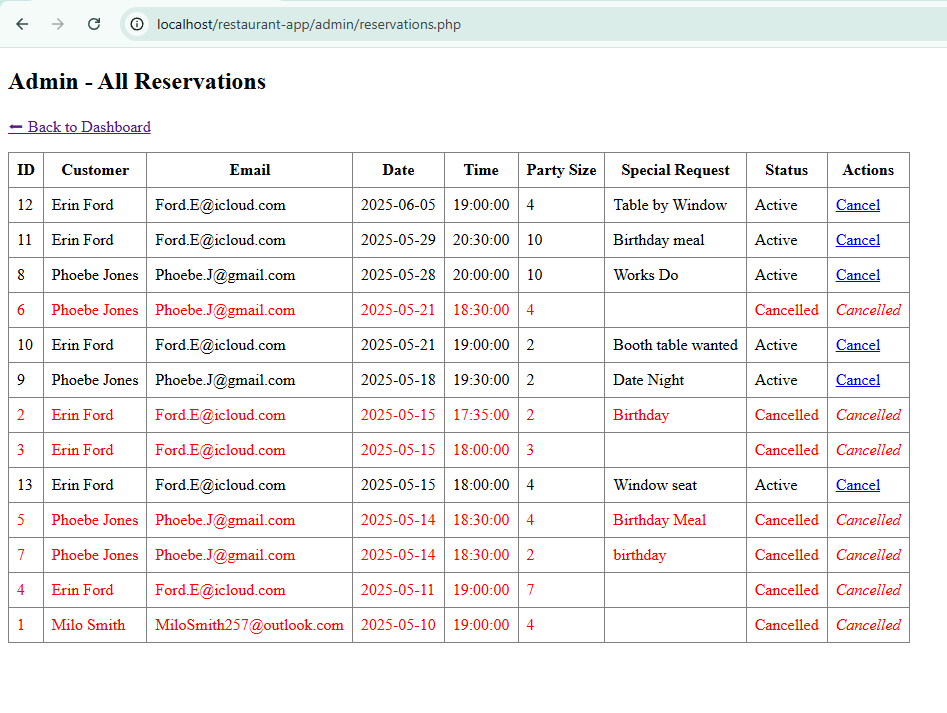 localhost/restaurant-app/admin/reservations.php
Admin - All Reservations
← Back to Dashboard
ID Customer Email Date Time Party Size Special Request Status Actions
12 Erin Ford Ford.E@icloud.com 2025-06-05 19:00:00 4 Table by Window Active Cancel
11 Erin Ford Ford.E@icloud.com 2025-05-29 20:30:00 10 Birthday meal Active Cancel
8 Phoebe Jones Phoebe.J@gmail.com 2025-05-28 20:00:00 10 Works Do Active Cancel
6 Phoebe Jones Phoebe.J@gmail.com 2025-05-21 18:30:00 4 Cancelled Cancelled
10 Erin Ford Ford.E@icloud.com 2025-05-21 19:00:00 2 Booth table wanted Active Cancel
9 Phoebe Jones Phoebe.J@gmail.com 2025-05-18 19:30:00 2 Date Night Active Cancel
2 Erin Ford Ford.E@icloud.com 2025-05-15 17:35:00 2 Birthday Cancelled Cancelled
3 Erin Ford Ford.E@icloud.com 2025-05-15 18:00:00 3 Cancelled Cancelled
13 Erin Ford Ford.E@icloud.com 2025-05-15 18:00:00 4 Window seat Active Cancel
5 Phoebe Jones Phoebe.J@gmail.com 2025-05-14 18:30:00 4 Birthday Meal Cancelled Cancelled
7 Phoebe Jones Phoebe.J@gmail.com 2025-05-14 18:30:00 2 birthday Cancelled Cancelled
4 Erin Ford Ford.E@icloud.com 2025-05-11 19:00:00 7 Cancelled Cancelled
1 Milo Smith MiloSmith257@outlook.com 2025-05-10 19:00:00 4 Cancelled Cancelled